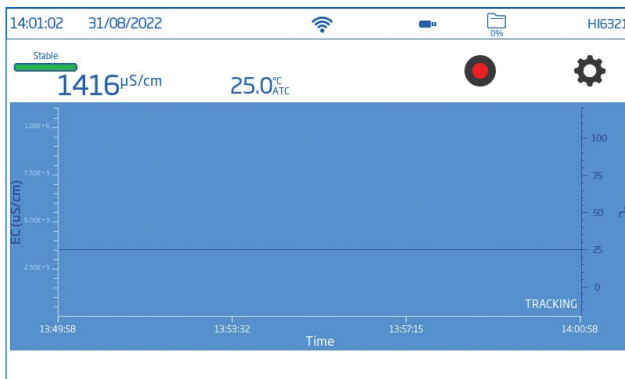 14:01:02 31/08/2022 0% HI6321
Stable
1416 µS/cm 25.0 °C ATC
1.00E+6
7.50E+5
5.00E+5
2.50E+5
EC (uS/cm)
100
75
50
25
0
TRACKING
13:49:58 13:53:32 13:57:15 14:00:58
Time